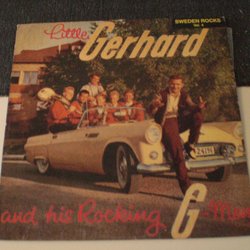 SWEDEN ROCKS
Little
Gerhard
and his Rocking
G-Men